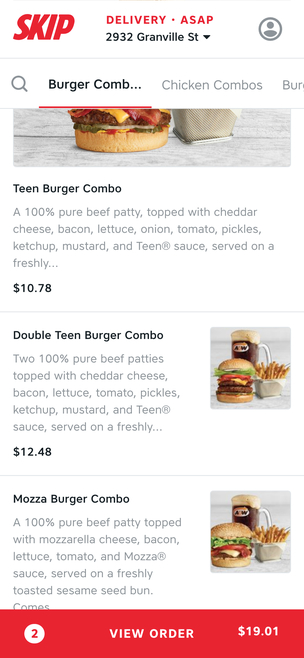 SKIP
DELIVERY · ASAP
2932 Granville St
Burger Comb...
Chicken Combos
Bur
Teen Burger Combo
A 100% pure beef patty, topped with cheddar
cheese, bacon, lettuce, onion, tomato, pickles,
ketchup, mustard, and Teen® sauce, served on a
freshly...
$10.78
Double Teen Burger Combo
Two 100% pure beef patties
topped with cheddar cheese,
bacon, lettuce, tomato, pickles,
ketchup, mustard, and Teen®
sauce, served on a freshly...
$12.48
A&W
Mozza Burger Combo
A 100% pure beef patty topped
with mozzarella cheese, bacon,
lettuce, tomato, and Mozza®
sauce, served on a freshly
toasted sesame seed bun.
Comes
A&W
2
VIEW ORDER
$19.01